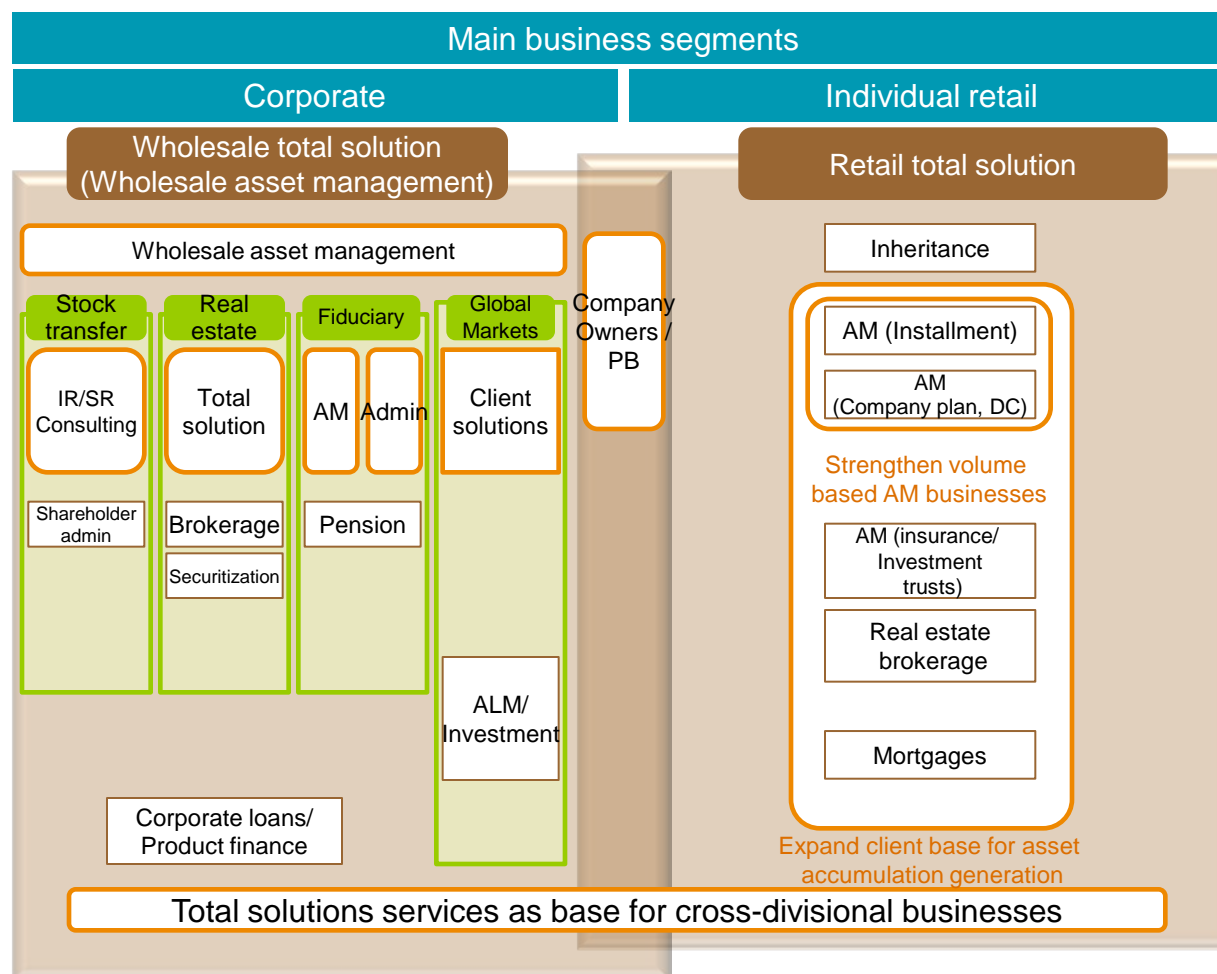 Main business segments
Corporate
Individual retail
Wholesale total solution
(Wholesale asset management)
Retail total solution
Wholesale asset management
Stock
transfer
IR/SR
Consulting
Shareholder
admin
Real
estate
Total
solution
Brokerage
Securitization
Fiduciary
AM
Admin
Pension
Global
Markets
Client
solutions
ALM/
Investment
Corporate loans/
Product finance
Company
Owners /
PB
Inheritance
AM (Installment)
AM
(Company plan, DC)
Strengthen volume
based AM businesses
AM (insurance/
Investment
trusts)
Real estate
brokerage
Mortgages
Expand client base for asset
accumulation generation
Total solutions services as base for cross-divisional businesses